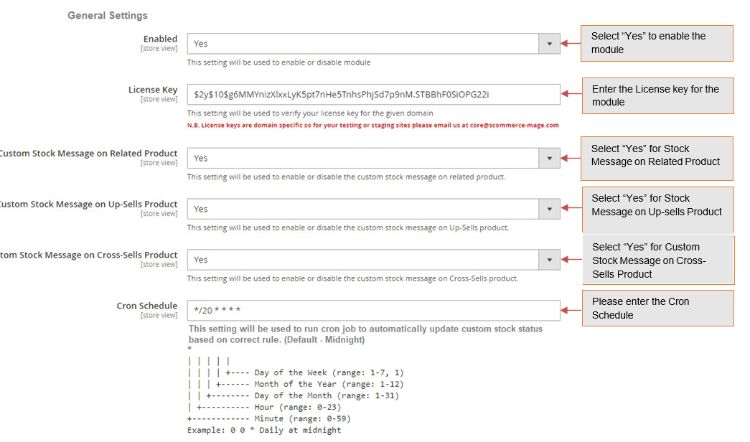 General Settings
Enabled
[store view]
Yes
This setting will be used to enable or disable module
Select "Yes" to enable the
module
License Key
[store view]
$2y$10$g6MMYnizXlxxLyK5pt7nHe5TnhsPhjSd7p9nM.STBBhF0SiOPG22i
This setting will be used to verify your license key for the given domain
N.B. License keys are domain specific so for your testing or staging sites please email us at core@scommerce-mage.com
Enter the License key for the
module
Custom Stock Message on Related Product
[store view]
Yes
This setting will be used to enable or disable the custom stock message on related product.
Select "Yes" for Stock
Message on Related Product
Custom Stock Message on Up-Sells Product
[store view]
Yes
This setting will be used to enable or disable the custom stock message on Up-Sells product.
Select "Yes" for Stock
Message on Up-sells Product
tom Stock Message on Cross-Sells Product
[store view]
Yes
This setting will be used to enable or disable the custom stock message on Cross-Sells product.
Select "Yes" for Custom
Stock Message on Cross-
Sells Product
Cron Schedule
[store view]
*/20 * * * *
This setting will be used to run cron job to automatically update custom stock status
based on correct rule. (Default - Midnight)
Please enter the Cron
Schedule
*
| | | | |
| | | | +---- Day of the Week (range: 1-7, 1)
| | | +------ Month of the Year (range: 1-12)
| | +-------- Day of the Month (range: 1-31)
| +---------- Hour (range: 0-23)
+------------ Minute (range: 0-59)
Example: 0 0 * Daily at midnight